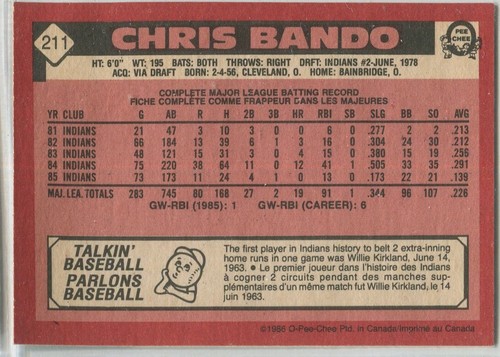 211
CHRIS BANDO
O-PEE-CHEE
HT: 6'0" WT: 195 BATS: BOTH THROWS: RIGHT DRFT: INDIANS #2-JUNE, 1978
ACQ: VIA DRAFT BORN: 2-4-56, CLEVELAND, O. HOME: BAINBRIDGE, O.
COMPLETE MAJOR LEAGUE BATTING RECORD
FICHE COMPLÈTE COMME FRAPPEUR DANS LES MAJEURES
YR CLUB G AB R H 2B 3B HR RBI SB SLG BB SO AVG
81 INDIANS 21 47 3 10 3 0 0 6 0 .277 2 2 .213
82 INDIANS 66 184 13 39 6 1 3 16 0 .304 24 30 .212
83 INDIANS 48 121 15 31 3 0 4 15 0 .380 15 19 .256
84 INDIANS 75 220 38 64 11 0 12 41 1 .505 33 35 .291
85 INDIANS 73 173 11 24 4 1 0 13 0 .173 22 21 .139
MAJ. LEA. TOTALS 283 745 80 168 27 2 19 91 1 .344 96 107 .226
GW-RBI (1985): 1 GW-RBI (CAREER): 6
TALKIN'
BASEBALL
PARLONS
BASEBALL
The first player in Indians history to belt 2 extra-inning
home runs in one game was Willie Kirkland, June 14,
1963. ● Le premier joueur dans l'histoire des Indians
à cogner 2 circuits pendant des manches sup-
plémentaires d'un même match fut Willie Kirkland, le 14
juin 1963.
©1986 O-Pee-Chee Ptd. in Canada Imprimé au Canada